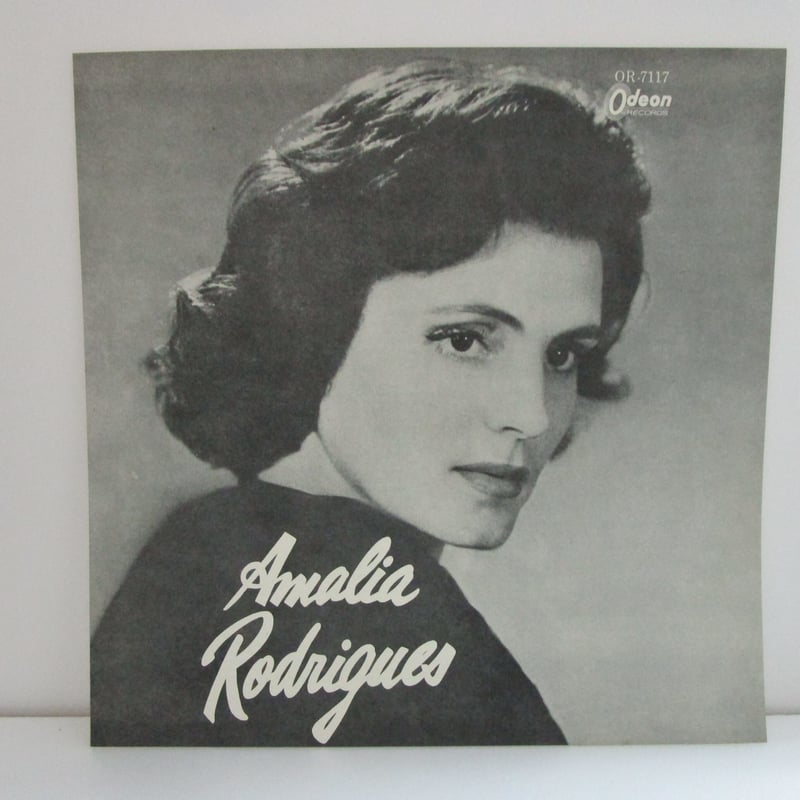 OR-7117
Odeon
RECORDS
Amalia
Rodrigues